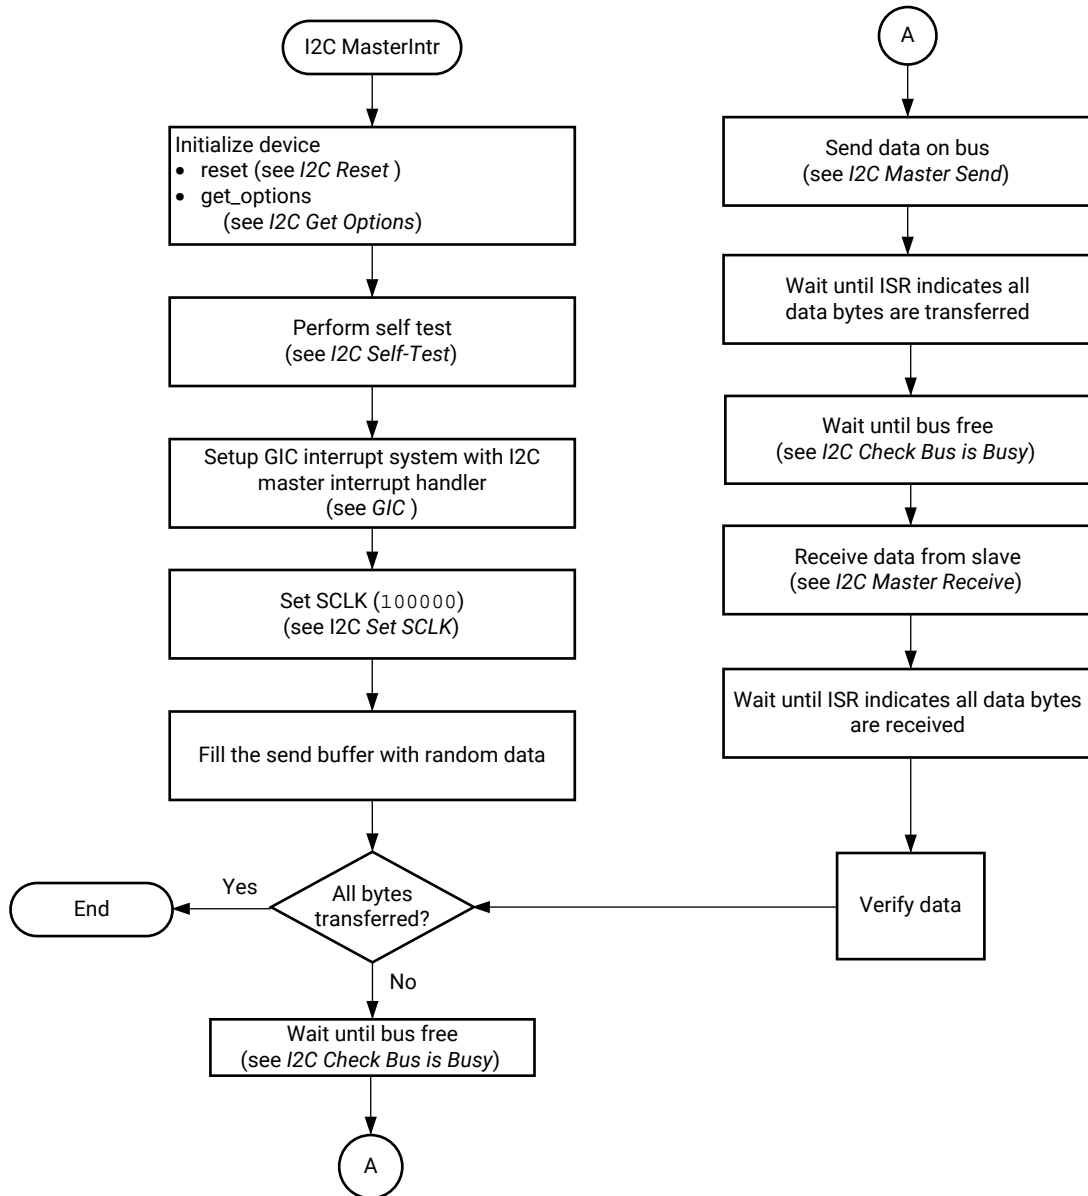 I2C MasterIntr
Initialize device
• reset (see I2C Reset )
• get_options
(see I2C Get Options)
Perform self test
(see I2C Self-Test)
Setup GIC interrupt system with I2C
master interrupt handler
(see GIC )
Set SCLK (100000)
(see I2C Set SCLK)
Fill the send buffer with random data
All bytes
transferred?
Yes
End
No
Wait until bus free
(see I2C Check Bus is Busy)
A
A
Send data on bus
(see I2C Master Send)
Wait until ISR indicates all
data bytes are transferred
Wait until bus free
(see I2C Check Bus is Busy)
Receive data from slave
(see I2C Master Receive)
Wait until ISR indicates all data bytes
are received
Verify data